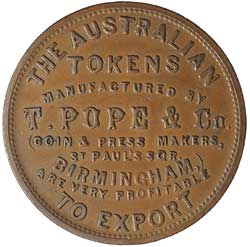 THE AUSTRALIAN
TOKENS
MANUFACTURED BY
T. POPE & Co
(COIN & PRESS MAKERS,
ST PAUL'S SQR.
BIRMINGHAM,)
ARE VERY PROFITABLE
TO EXPORT